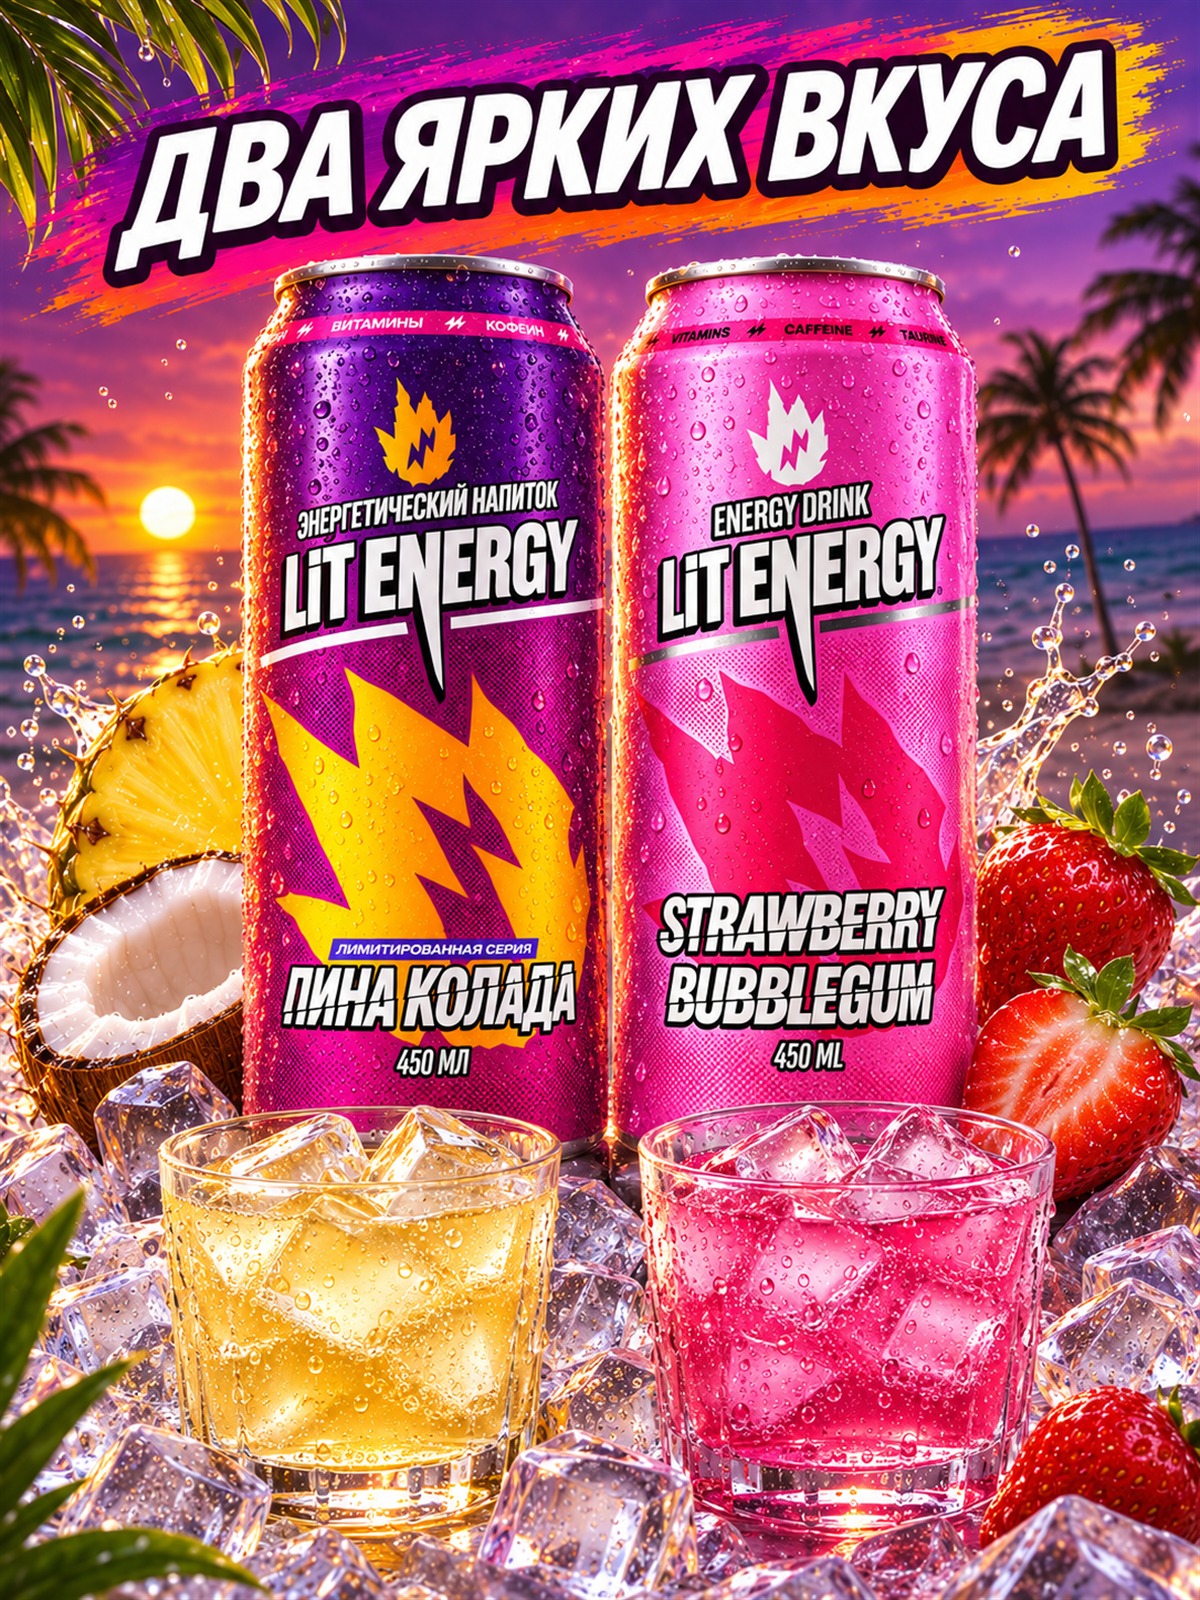 ДВА ЯРКИХ ВКУСА
ВИТАМИНЫ КОФЕИН
ЭНЕРГЕТИЧЕСКИЙ НАПИТОК
LIT ENERGY
ЛИМИТИРОВАННАЯ СЕРИЯ
ПИНА КОЛАДА
450 МЛ
VITAMINS CAFFEINE TAURINE
ENERGY DRINK
LIT ENERGY
STRAWBERRY
BUBBLEGUM
450 ML